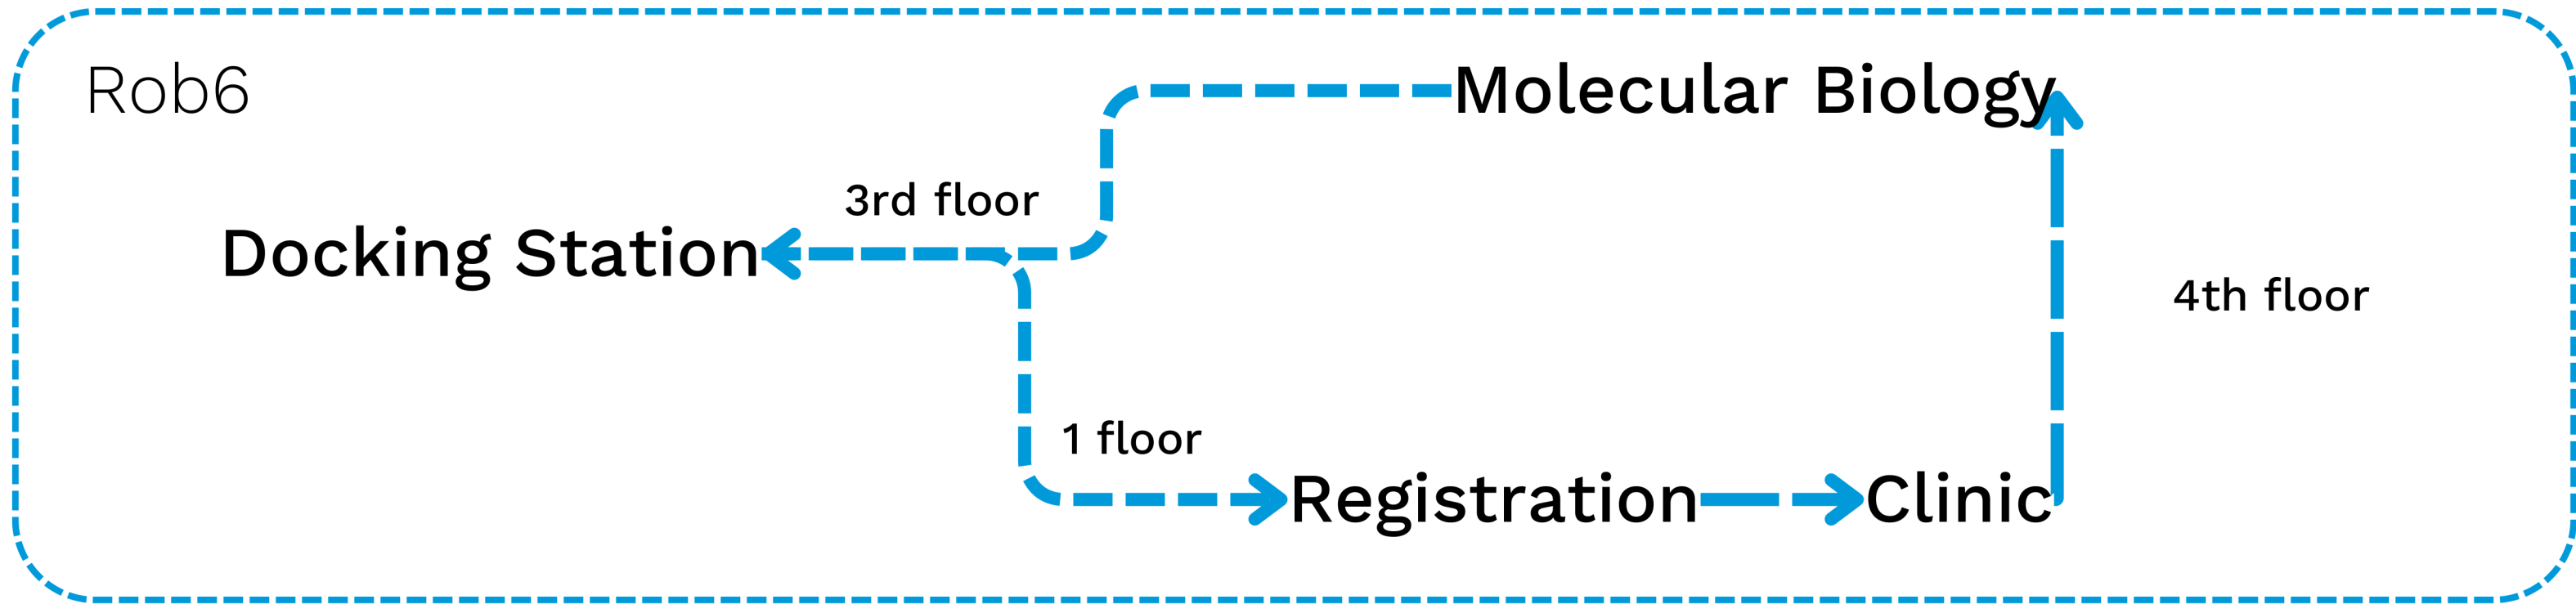 Rob6
Molecular Biology
3rd floor
Docking Station
4th floor
1 floor
Registration
Clinic